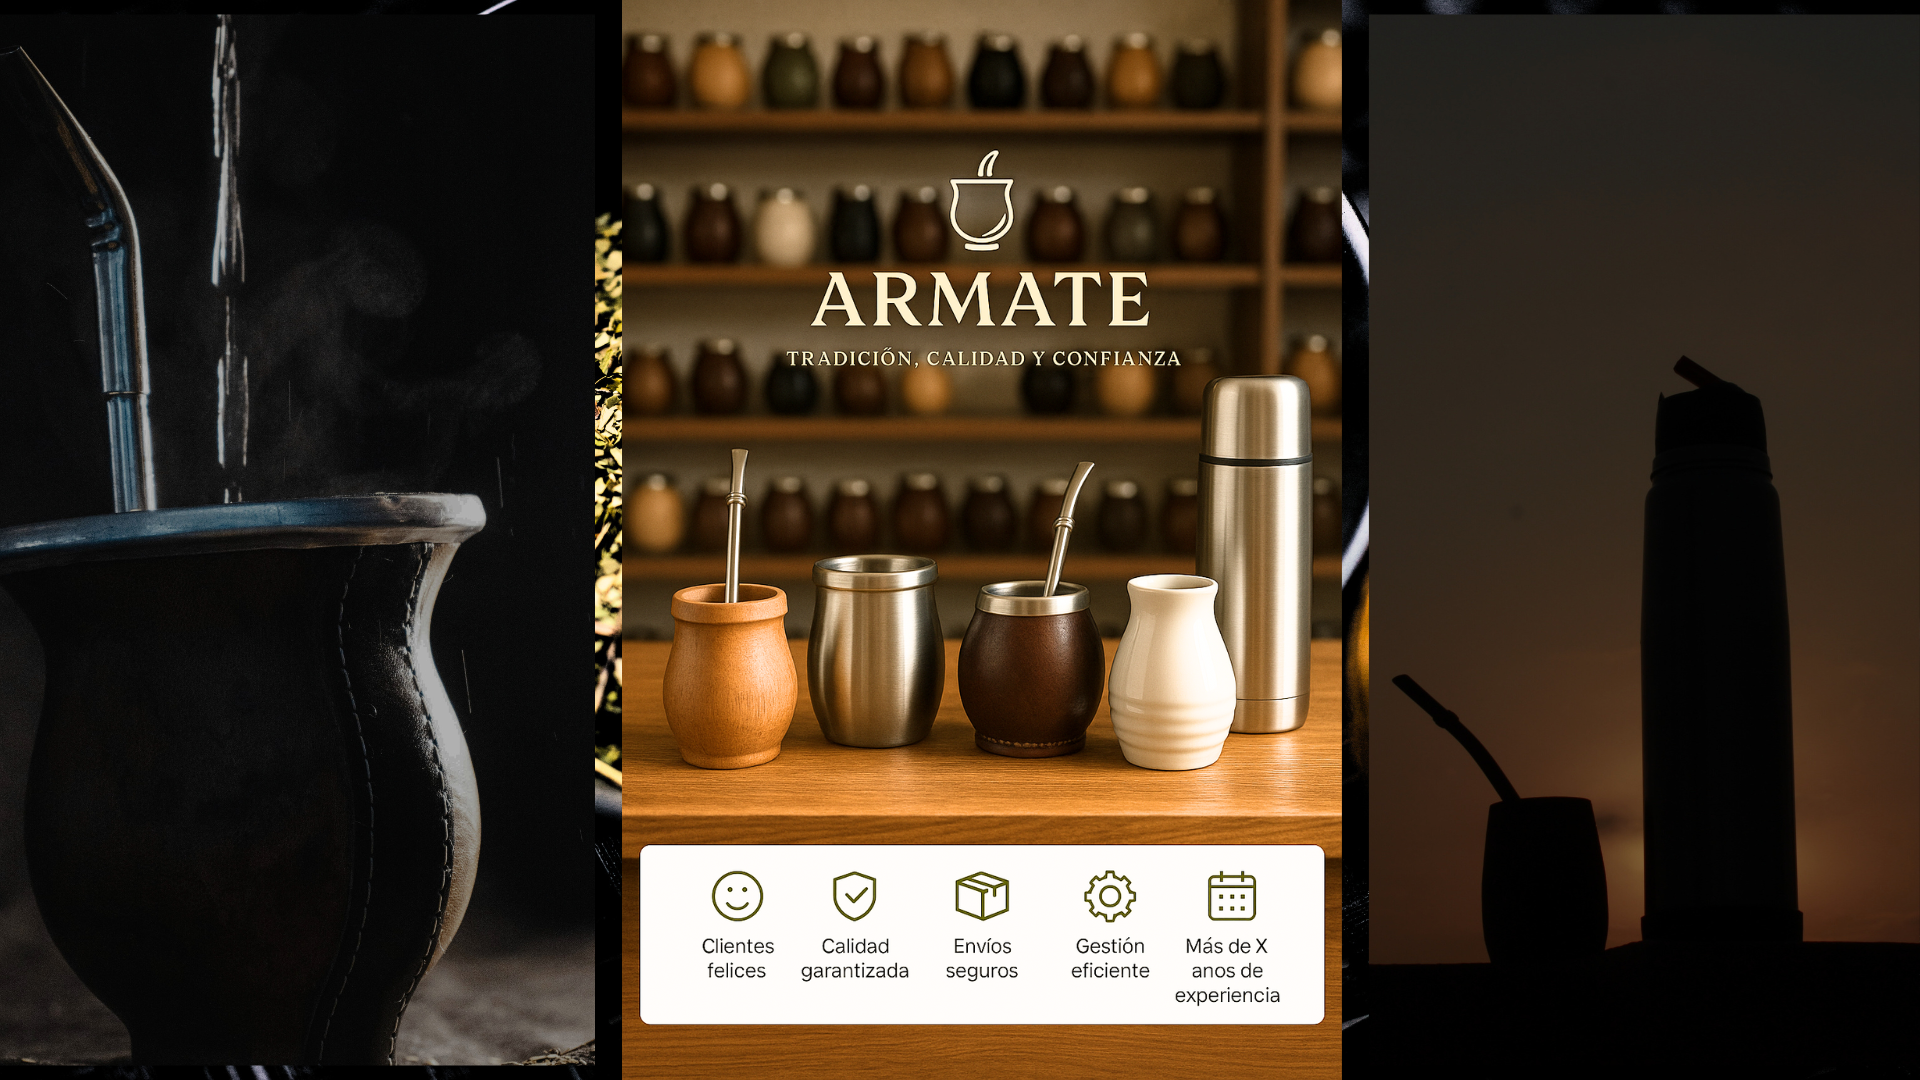 ARMATE
TRADICIÓN, CALIDAD Y CONFIANZA
Clientes
felices
Calidad
garantizada
Envíos
seguros
Gestión
eficiente
Más de X
anos de
experiencia